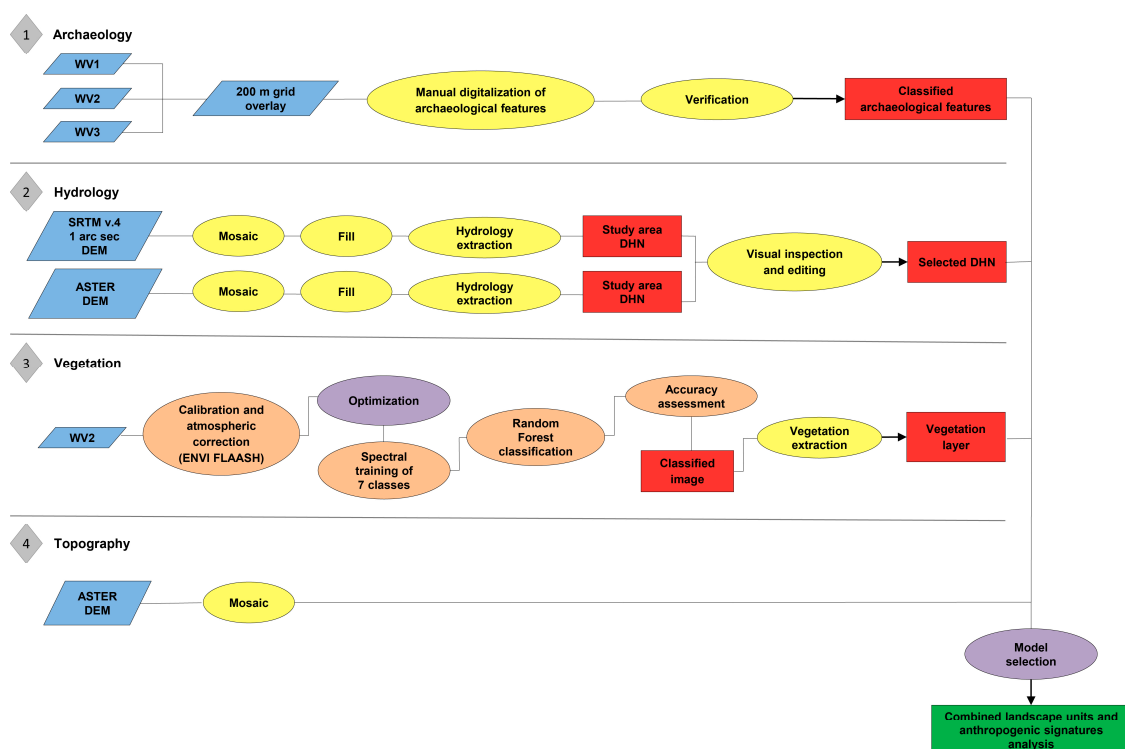 1
Archaeology
WV1
WV2
WV3
200 m grid
overlay
Manual digitalization of
archaeological features
Verification
Classified
archaeological features
2
Hydrology
SRTM v.4
1 arc sec
DEM
Mosaic
Fill
Hydrology
extraction
Study area
DHN
ASTER
DEM
Mosaic
Fill
Hydrology
extraction
Study area
DHN
Visual inspection
and editing
Selected DHN
3
Vegetation
WV2
Calibration and
atmospheric
correction
(ENVI FLAASH)
Optimization
Spectral
training of
7 classes
Random
Forest
classification
Accuracy
assessment
Classified
image
Vegetation
extraction
Vegetation
layer
4
Topography
ASTER
DEM
Mosaic
Model
selection
Combined landscape units and
anthropogenic signatures
analysis